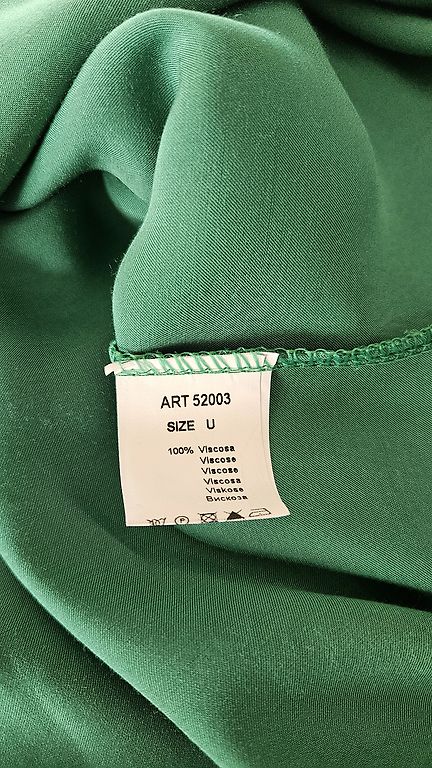 ART 52003
SIZE U
100% Viscosa
Viscose
Viscose
Viscosa
Viskose
Вискоза